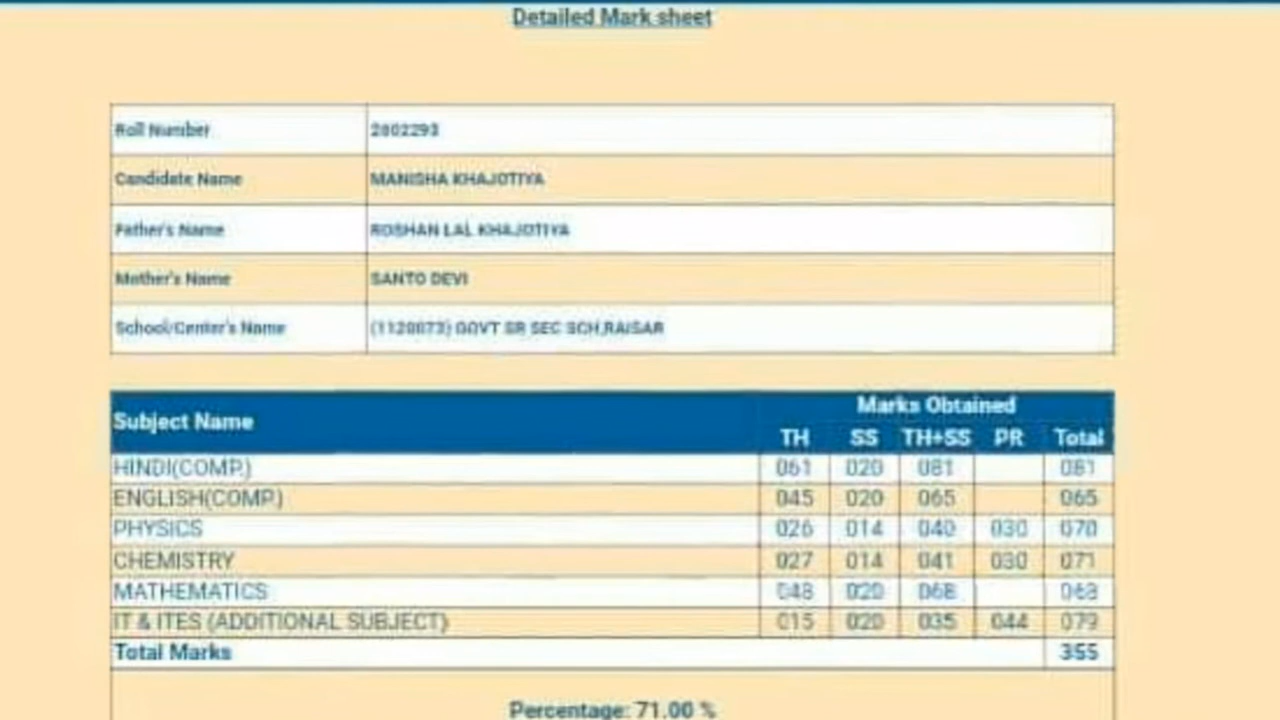 Detailed Mark sheet
Roll Number 2802293
Candidate Name MANISHA KHAJOTIYA
Father's Name ROSHAN LAL KHAJOTIYA
Mother's Name SANTO DEVI
School/Center's Name (1120073) GOVT SR SEC SCH,RAISAR
Subject Name Marks Obtained
TH SS TH+SS PR Total
HINDI(COMP.) 061 020 081 081
ENGLISH(COMP.) 045 020 065 065
PHYSICS 026 014 040 030 070
CHEMISTRY 027 014 041 030 071
MATHEMATICS 048 020 068 068
IT & ITES (ADDITIONAL SUBJECT) 015 020 035 044 079
Total Marks 355
Percentage: 71.00 %